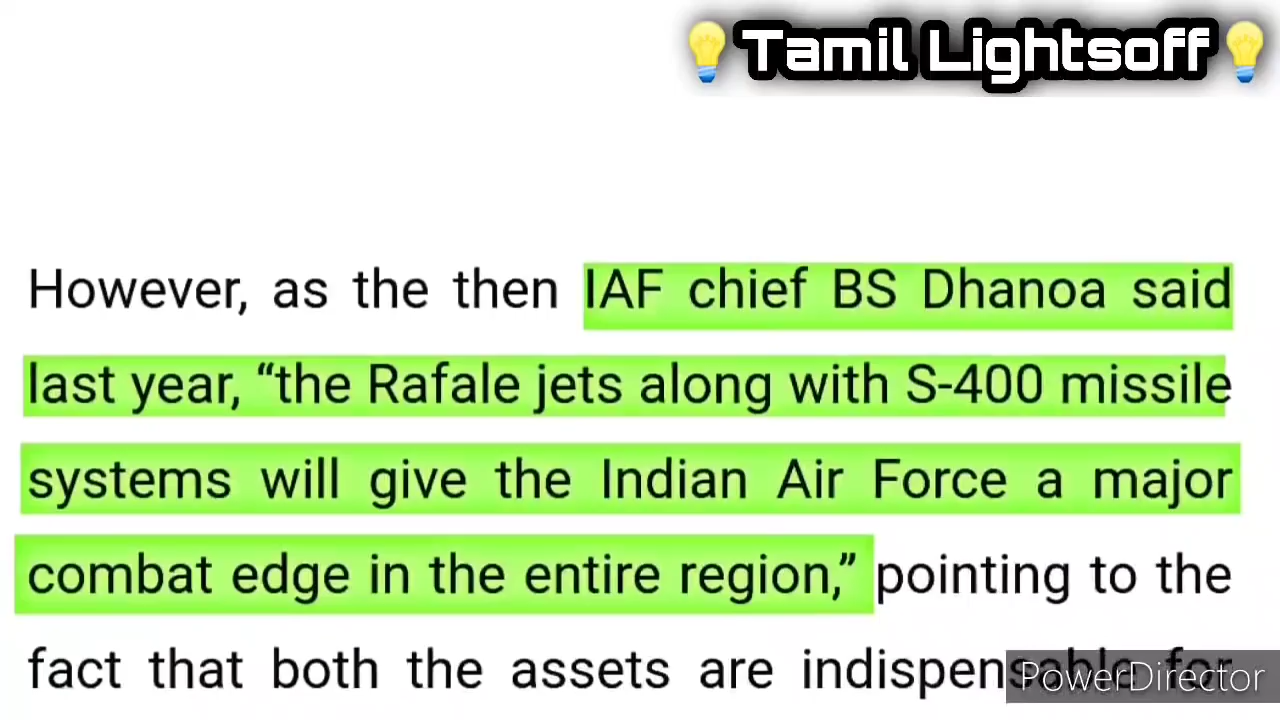 Tamil Lightsoff
However, as the then IAF chief BS Dhanoa said
last year, “the Rafale jets along with S-400 missile
systems will give the Indian Air Force a major
combat edge in the entire region,” pointing to the
fact that both the assets are indispensable for
PowerDirector